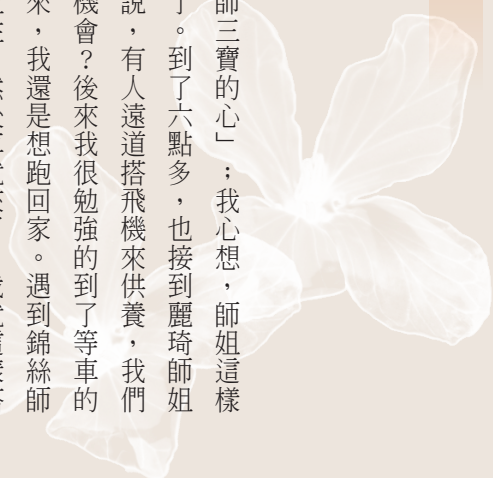 師三寶的心」；我心想，師姐這樣
了。到了六點多，也接到麗琦師姐
說，有人遠道搭飛機來供養，我們
機會？後來我很勉強的到了等車的
來，我還是想跑回家。遇到錦絲師